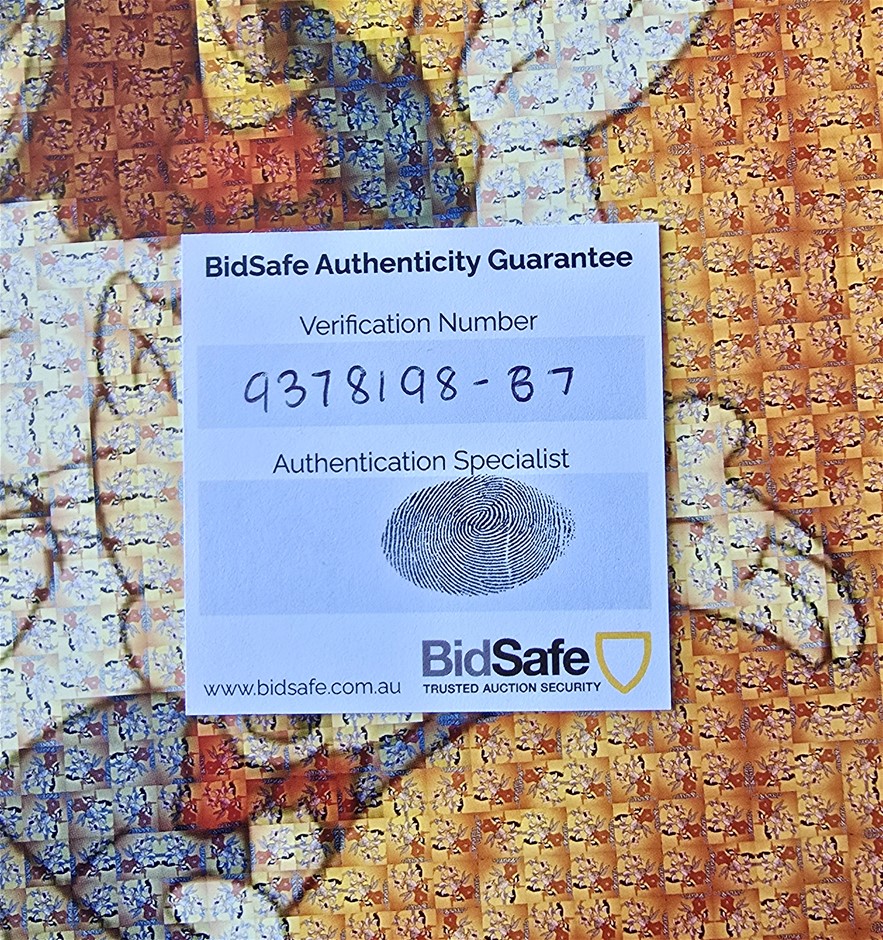 BidSafe Authenticity Guarantee
Verification Number
9378198-B7
Authentication Specialist
BidSafe
www.bidsafe.com.au
TRUSTED AUCTION SECURITY